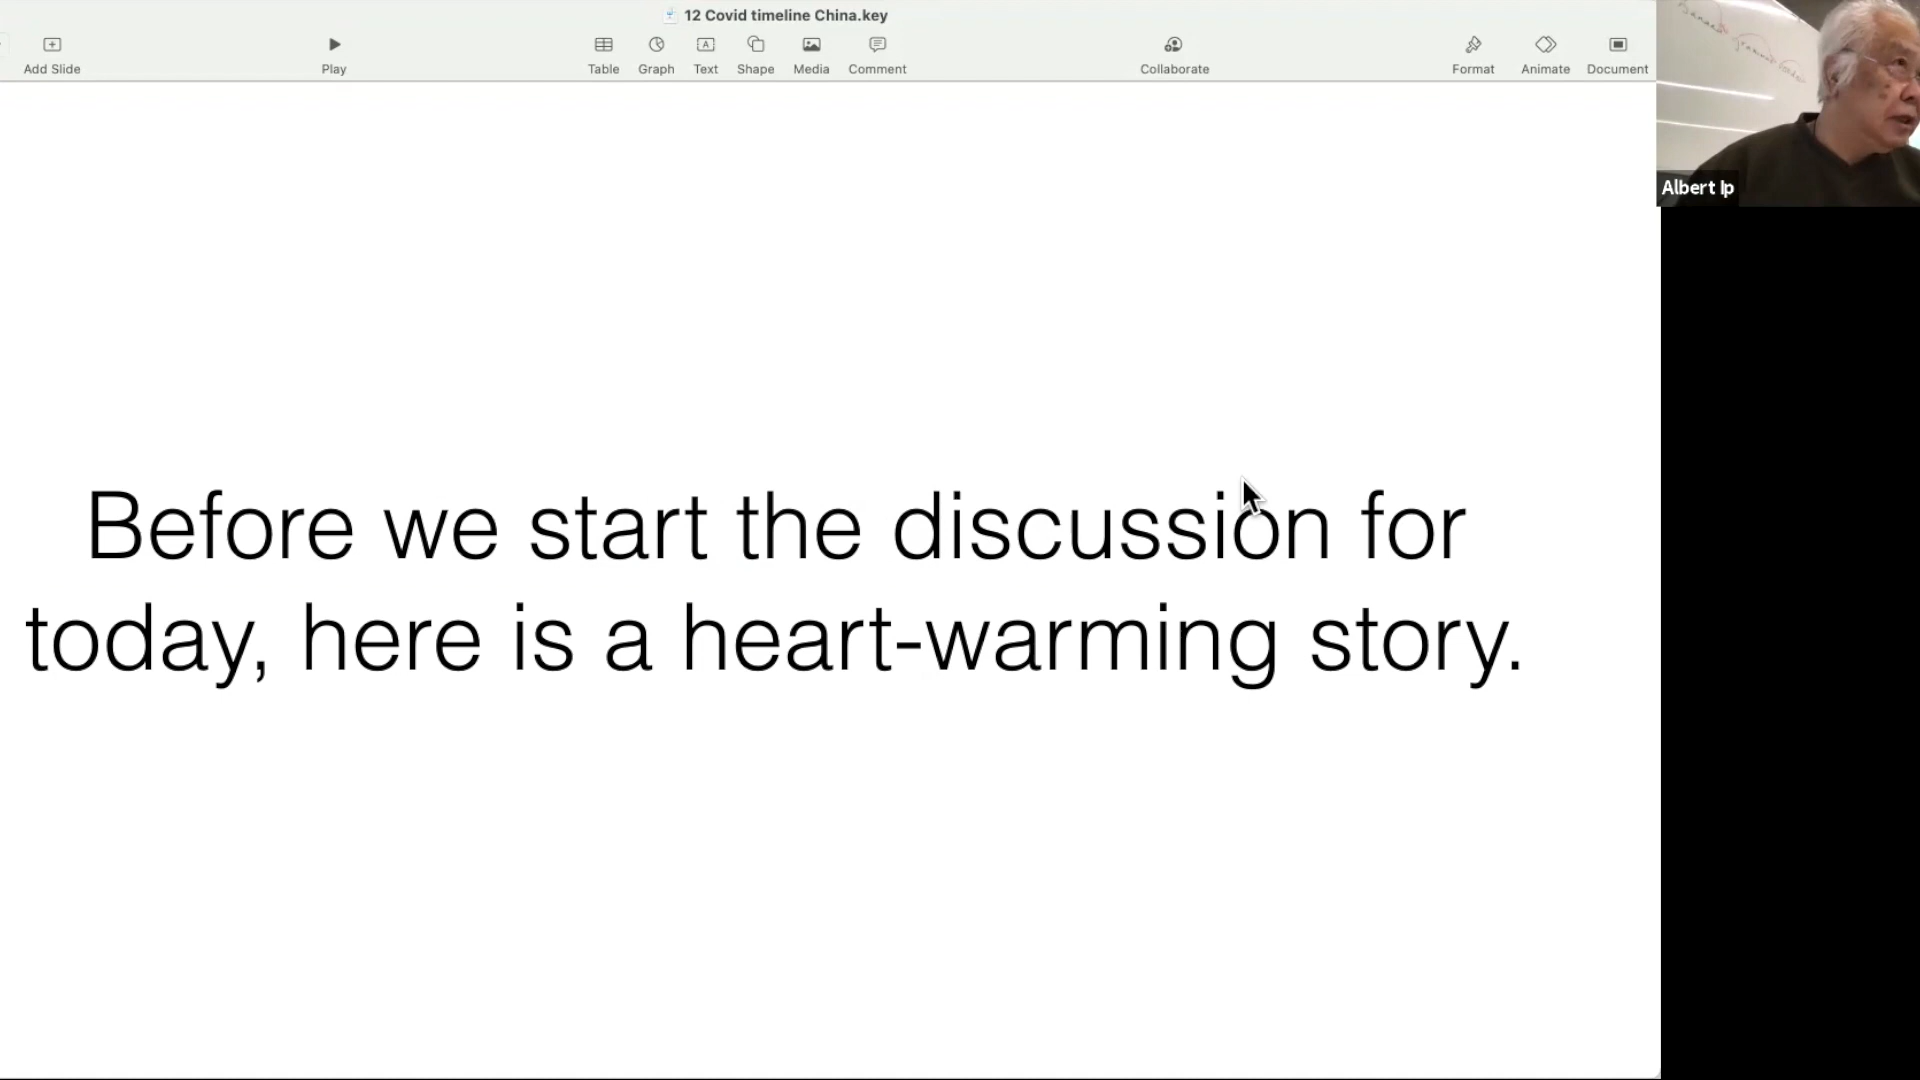 12 Covid timeline China.key
Add Slide
Play
Table
Graph
Text
Shape
Media
Comment
Collaborate
Format
Animate
Document
Albert Ip
Before we start the discussion for
today, here is a heart-warming story.